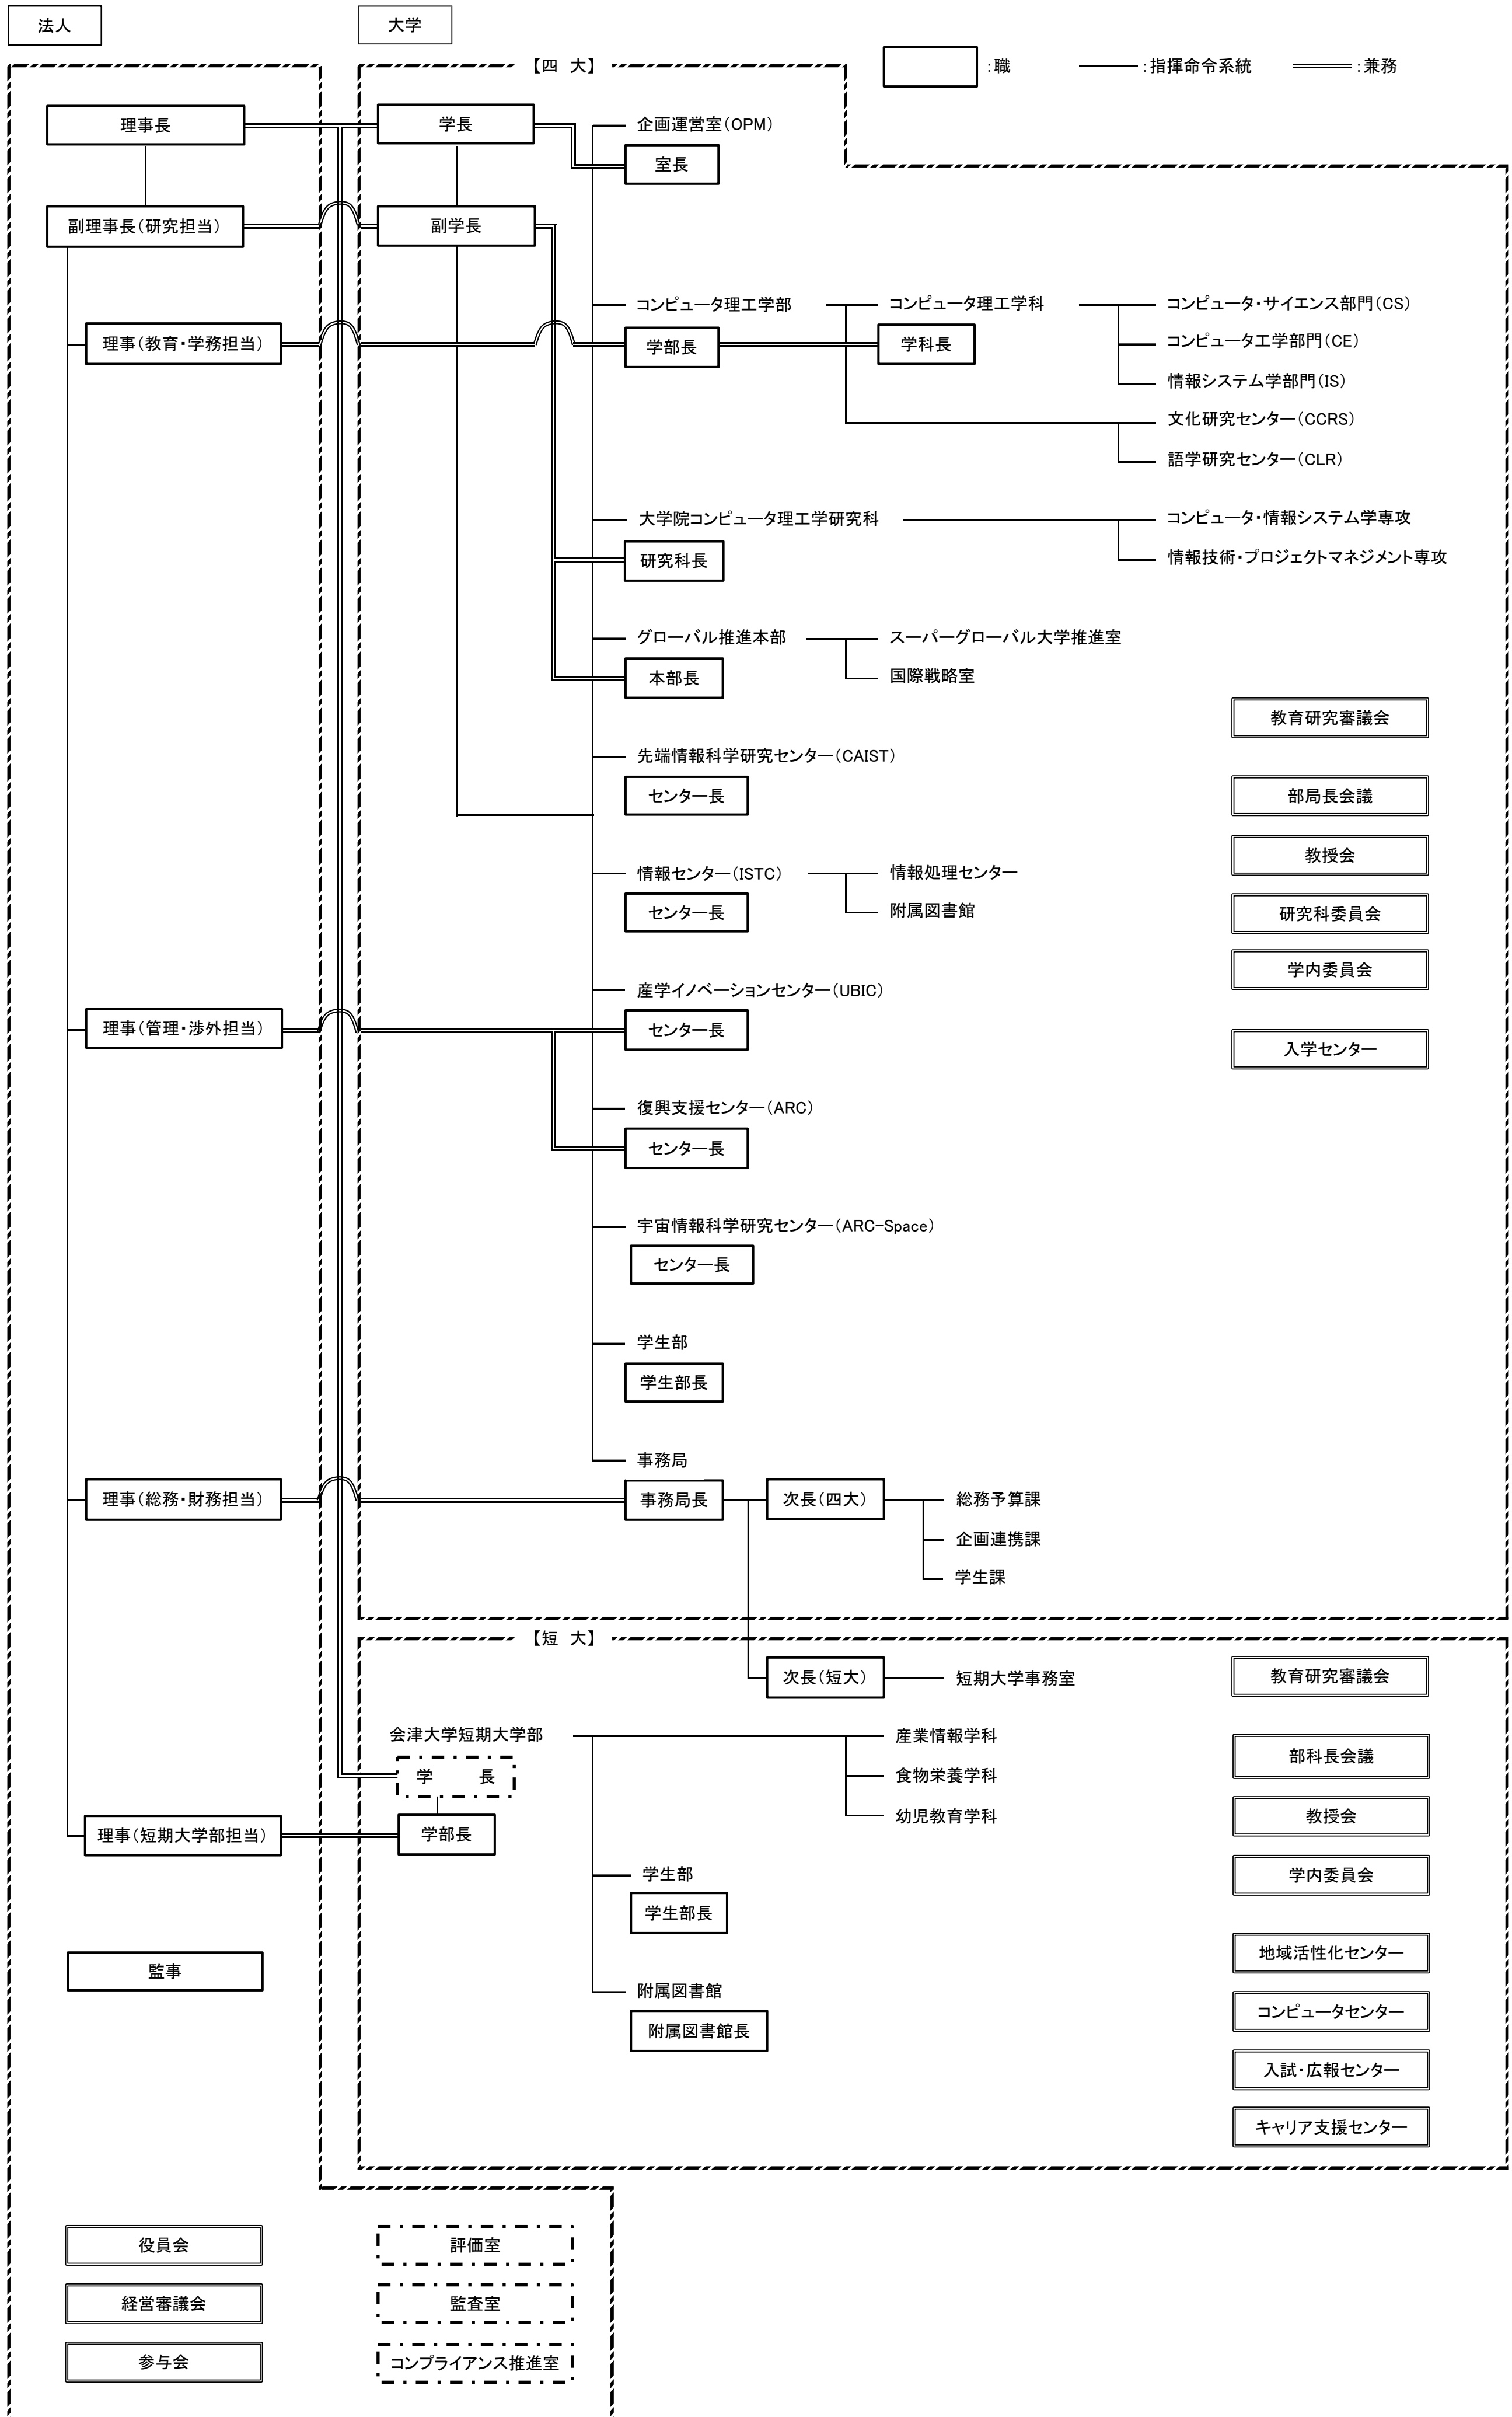 法人
大学
【四　大】
：職
：指揮命令系統
：兼務
理事長
学長
企画運営室（OPM）
室長
副理事長（研究担当）
副学長
コンピュータ理工学部
コンピュータ理工学科
コンピュータ・サイエンス部門（CS）
理事（教育・学務担当）
学部長
学科長
コンピュータ工学部門（CE）
情報システム学部門（IS）
文化研究センター（CCRS）
語学研究センター（CLR）
大学院コンピュータ理工学研究科
コンピュータ・情報システム学専攻
研究科長
情報技術・プロジェクトマネジメント専攻
グローバル推進本部
スーパーグローバル大学推進室
本部長
国際戦略室
教育研究審議会
先端情報科学研究センター（CAIST）
センター長
部局長会議
教授会
情報センター（ISTC）
情報処理センター
センター長
附属図書館
研究科委員会
学内委員会
産学イノベーションセンター（UBIC）
理事（管理・渉外担当）
センター長
入学センター
復興支援センター（ARC）
センター長
宇宙情報科学研究センター（ARC-Space）
センター長
学生部
学生部長
事務局
理事（総務・財務担当）
事務局長
次長（四大）
総務予算課
企画連携課
学生課
【短　大】
次長（短大）
短期大学事務室
教育研究審議会
会津大学短期大学部
産業情報学科
部科長会議
学　　長
食物栄養学科
教授会
幼児教育学科
理事（短期大学部担当）
学部長
学生部
学内委員会
学生部長
地域活性化センター
監事
附属図書館
コンピュータセンター
附属図書館長
入試・広報センター
キャリア支援センター
役員会
評価室
経営審議会
監査室
参与会
コンプライアンス推進室